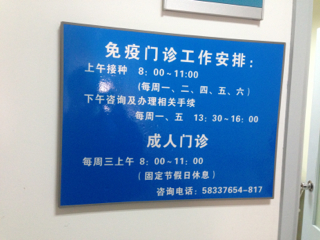 免疫门诊工作安排：
上午接种 8：00~11:00
（每周一、二、四、五、六）
下午咨询及办理相关手续
每周一、五 13：30~16：00
成人门诊
每周三上午 8：00~11：00
（固定节假日休息）
咨询电话：58337654-817